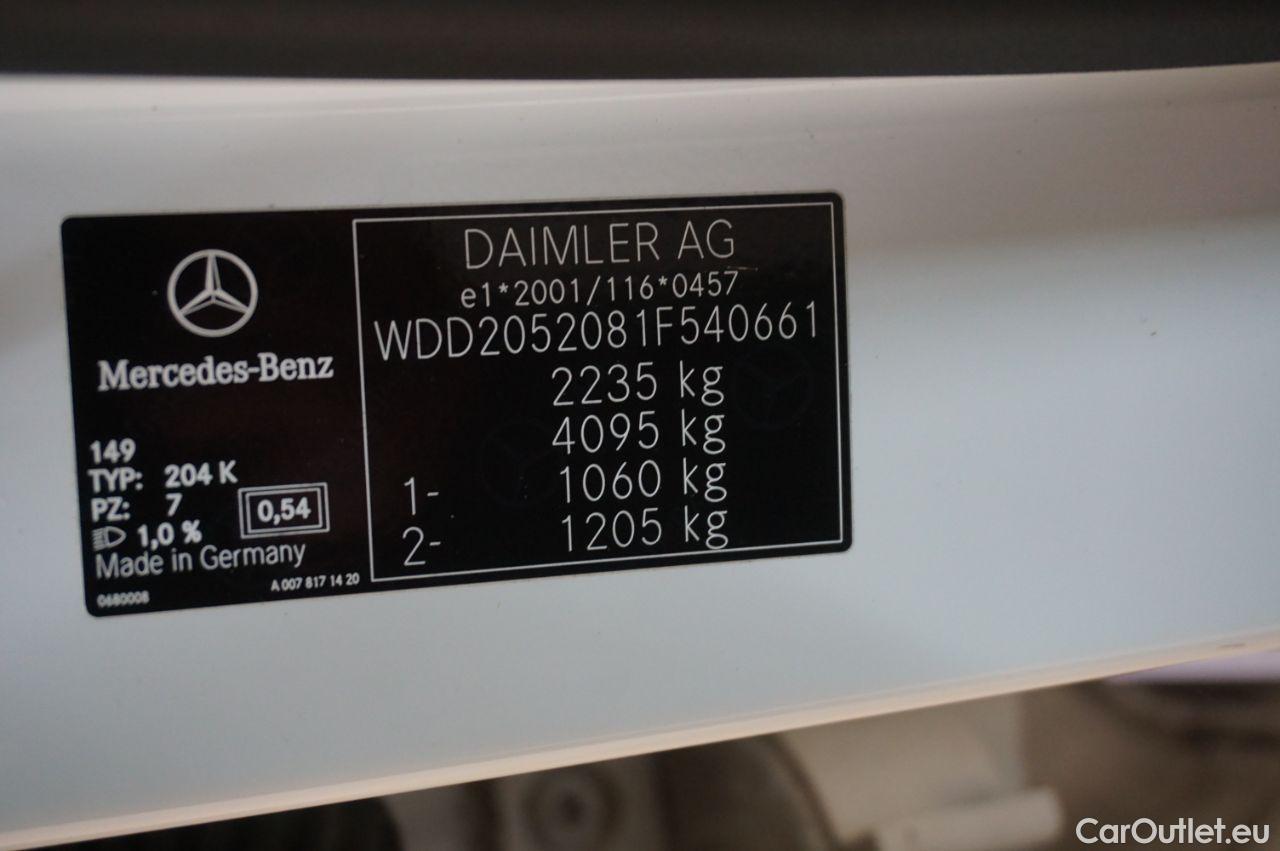 DAIMLER AG
e1*2001/116*0457
WDD2052081F540661
2235 kg
4095 kg
1- 1060 kg
2- 1205 kg
Mercedes-Benz
149
TYP: 204 K
PZ: 7
0,54
1,0 %
Made in Germany
A 007 817 14 20
0680008
CarOutlet.eu